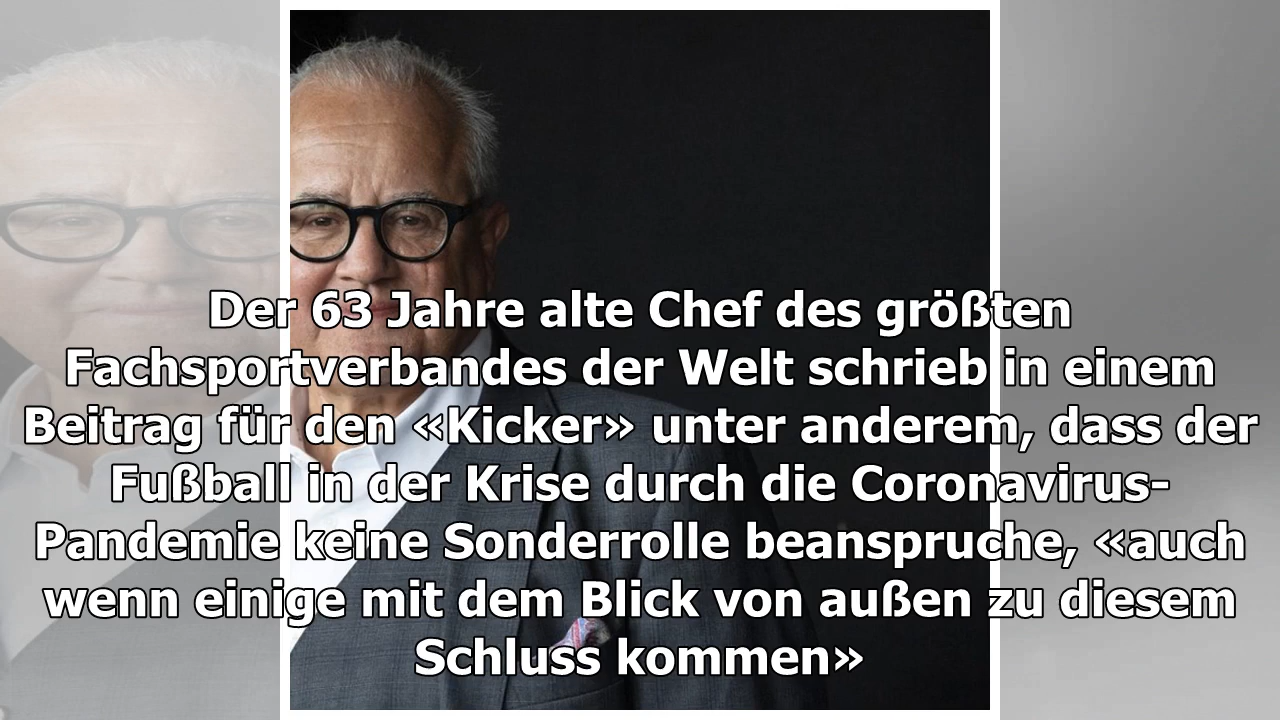 Der 63 Jahre alte Chef des größten
Fachsportverbandes der Welt schrieb in einem
Beitrag für den «Kicker» unter anderem, dass der
Fußball in der Krise durch die Coronavirus-
Pandemie keine Sonderrolle beanspruche, «auch
wenn einige mit dem Blick von außen zu diesem
Schluss kommen»